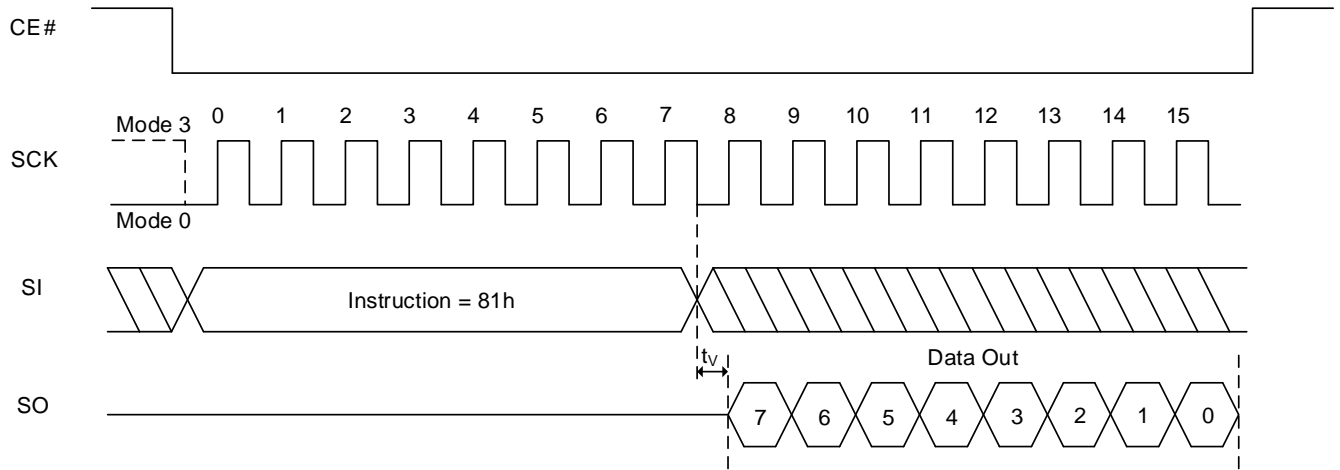 CE#
0 1 2 3 4 5 6 7 8 9 10 11 12 13 14 15
Mode 3
SCK
Mode 0
SI
Instruction = 81h
tV
Data Out
SO
7 6 5 4 3 2 1 0